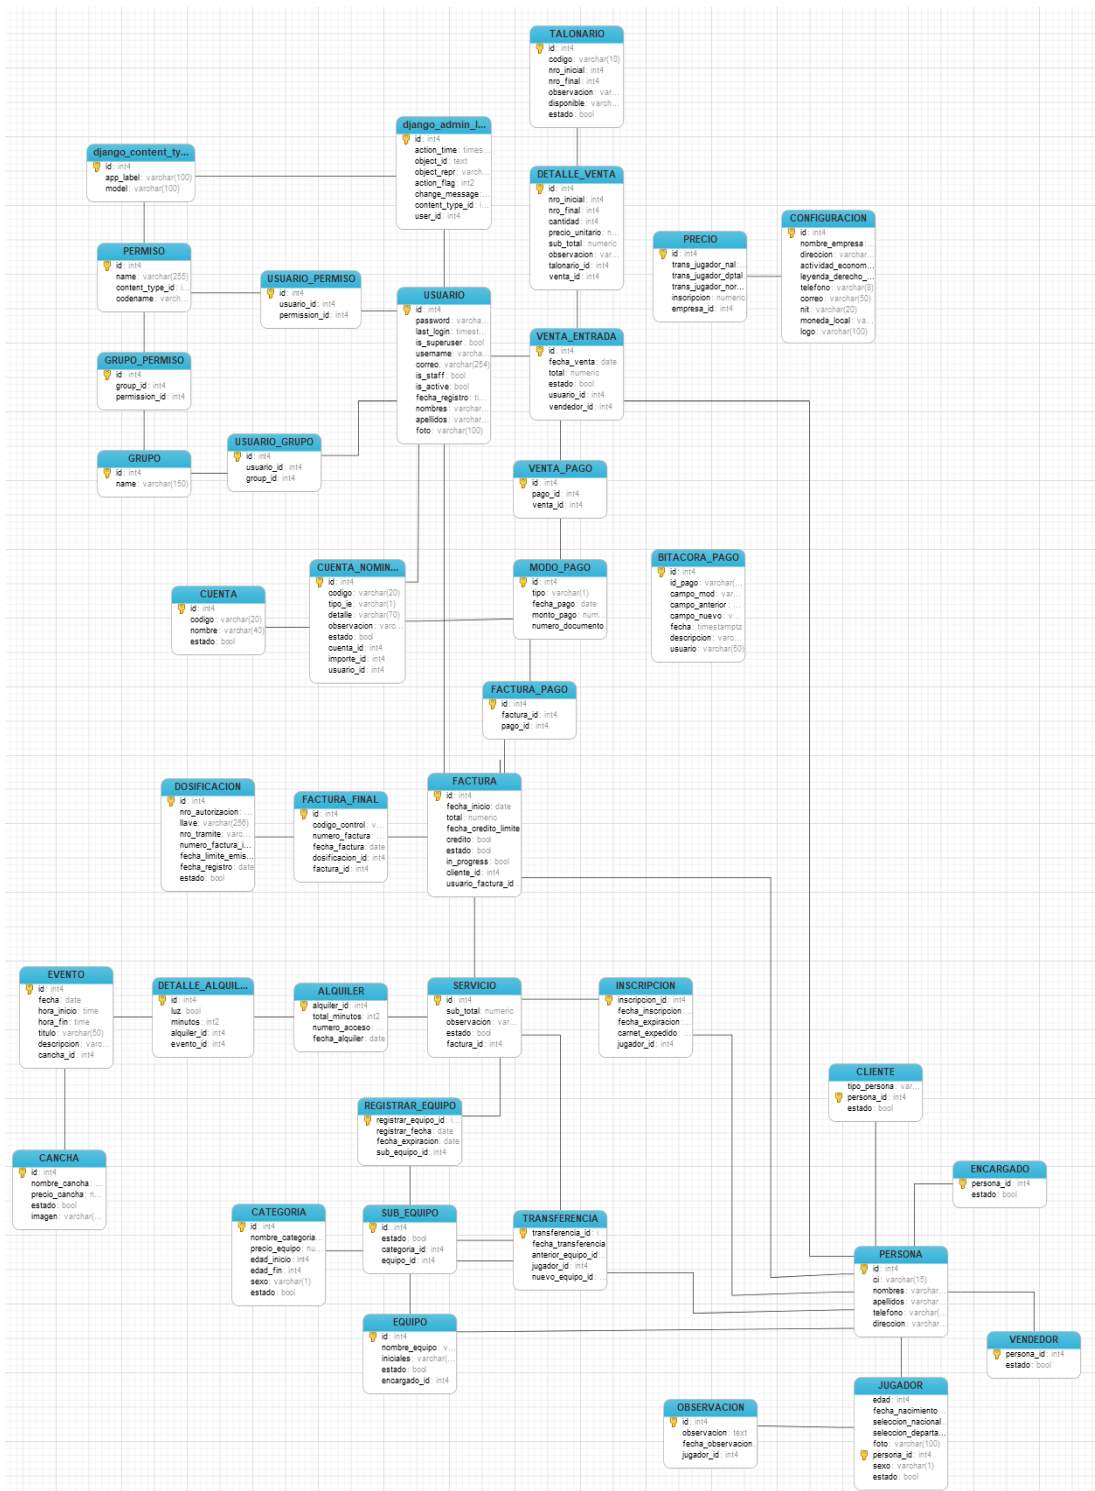 TALONARIO
id: int4
codigo: varchar(10)
nro_inicial: int4
nro_final: int4
observacion: var...
disponible: varch...
estado: bool
django_admin_l...
id: int4
action_time: times...
object_id: text
object_repr: varch...
action_flag: int2
change_message: ...
content_type_id: i...
user_id: int4
django_content_ty...
id: int4
app_label: varchar(100)
model: varchar(100)
DETALLE_VENTA
id: int4
nro_inicial: int4
nro_final: int4
cantidad: int4
precio_unitario: n...
sub_total: numeric
observacion: var...
talonario_id: int4
venta_id: int4
CONFIGURACION
id: int4
nombre_empresa: ...
direccion: varchar...
actividad_econom...
leyenda_derecho_...
telefono: varchar(8)
correo: varchar(50)
nit: varchar(20)
moneda_local: va...
logo: varchar(100)
PRECIO
id: int4
trans_jugador_nal: ...
trans_jugador_dptal...
trans_jugador_nor...
inscripcion: numeric
empresa_id: int4
PERMISO
id: int4
name: varchar(255)
content_type_id: i...
codename: varch...
USUARIO_PERMISO
id: int4
usuario_id: int4
permission_id: int4
USUARIO
id: int4
password: varcha...
last_login: timest...
is_superuser: bool
username: varcha...
correo: varchar(254)
is_staff: bool
is_active: bool
fecha_registro: ti...
nombres: varchar...
apellidos: varchar...
foto: varchar(100)
VENTA_ENTRADA
id: int4
fecha_venta: date
total: numeric
estado: bool
usuario_id: int4
vendedor_id: int4
GRUPO_PERMISO
id: int4
group_id: int4
permission_id: int4
USUARIO_GRUPO
id: int4
usuario_id: int4
group_id: int4
GRUPO
id: int4
name: varchar(150)
VENTA_PAGO
id: int4
pago_id: int4
venta_id: int4
BITACORA_PAGO
id: int4
id_pago: varchar(...
campo_mod: var...
campo_anterior: ...
campo_nuevo: v...
fecha: timestamptz
descripcion: varc...
usuario: varchar(50)
CUENTA_NOMIN...
id: int4
codigo: varchar(20)
tipo_ie: varchar(1)
detalle: varchar(70)
observacion: varc...
estado: bool
cuenta_id: int4
importe_id: int4
usuario_id: int4
MODO_PAGO
id: int4
tipo: varchar(1)
fecha_pago: date
monto_pago: num...
numero_documento...
CUENTA
id: int4
codigo: varchar(20)
nombre: varchar(40)
estado: bool
FACTURA_PAGO
id: int4
factura_id: int4
pago_id: int4
FACTURA
id: int4
fecha_inicio: date
total: numeric
fecha_credito_limite
credito: bool
estado: bool
in_progress: bool
cliente_id: int4
usuario_factura_id
DOSIFICACION
id: int4
nro_autorizacion: ...
llave: varchar(256)
nro_tramite: varc...
numero_factura_i...
fecha_limite_emis...
fecha_registro: date
estado: bool
FACTURA_FINAL
id: int4
codigo_control: v...
numero_factura: ...
fecha_factura: date
dosificacion_id: int4
factura_id: int4
EVENTO
id: int4
fecha: date
hora_inicio: time
hora_fin: time
titulo: varchar(50)
descripcion: varc...
cancha_id: int4
DETALLE_ALQUIL...
id: int4
luz: bool
minutos: int2
alquiler_id: int4
evento_id: int4
ALQUILER
alquiler_id: int4
total_minutos: int2
numero_acceso: ...
fecha_alquiler: date
SERVICIO
id: int4
sub_total: numeric
observacion: var...
estado: bool
factura_id: int4
INSCRIPCION
inscripcion_id: int4
fecha_inscripcion: ...
fecha_expiracion: ...
carnet_expedido: ...
jugador_id: int4
CLIENTE
tipo_persona: var...
persona_id: int4
estado: bool
REGISTRAR_EQUIPO
registrar_equipo_id: i...
registrar_fecha: date
fecha_expiracion: date
sub_equipo_id: int4
CANCHA
id: int4
nombre_cancha: ...
precio_cancha: n...
estado: bool
imagen: varchar(...
ENCARGADO
persona_id: int4
estado: bool
CATEGORIA
id: int4
nombre_categoria...
precio_equipo: nu...
edad_inicio: int4
edad_fin: int4
sexo: varchar(1)
estado: bool
SUB_EQUIPO
id: int4
estado: bool
categoria_id: int4
equipo_id: int4
TRANSFERENCIA
transferencia_id: i...
fecha_transferencia
anterior_equipo_id...
jugador_id: int4
nuevo_equipo_id: ...
PERSONA
id: int4
ci: varchar(15)
nombres: varchar...
apellidos: varchar...
telefono: varchar(...
direccion: varchar...
EQUIPO
id: int4
nombre_equipo: v...
iniciales: varchar(...
estado: bool
encargado_id: int4
VENDEDOR
persona_id: int4
estado: bool
JUGADOR
edad: int4
fecha_nacimiento...
seleccion_nacional...
seleccion_departa...
foto: varchar(100)
persona_id: int4
sexo: varchar(1)
estado: bool
OBSERVACION
id: int4
observacion: text
fecha_observacion...
jugador_id: int4